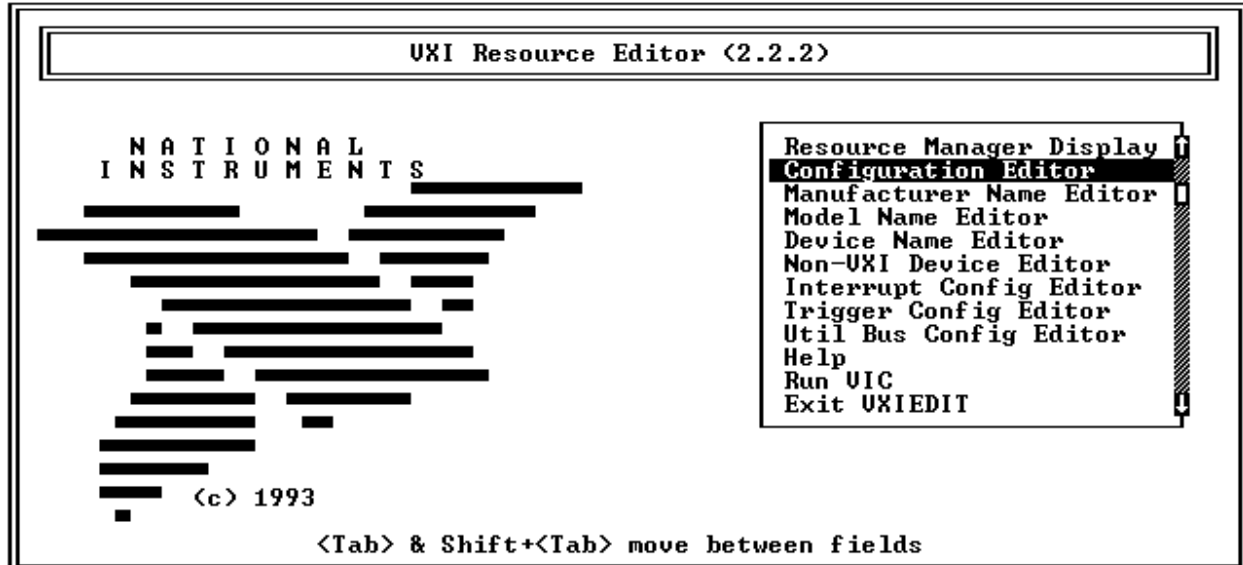 VXI Resource Editor (2.2.2)
N A T I O N A L
I N S T R U M E N T S
Resource Manager Display
Configuration Editor
Manufacturer Name Editor
Model Name Editor
Device Name Editor
Non-VXI Device Editor
Interrupt Config Editor
Trigger Config Editor
Util Bus Config Editor
Help
Run VIC
Exit VXIEDIT
(c) 1993
<Tab> & Shift+<Tab> move between fields